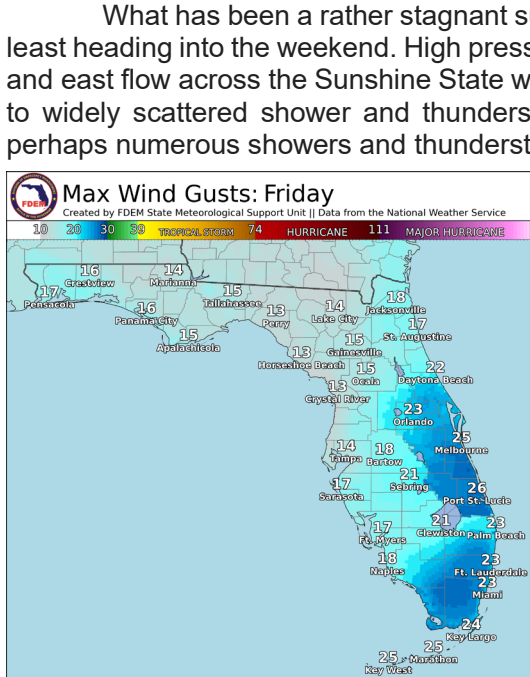 What has been a rather stagnant s
least heading into the weekend. High press
and east flow across the Sunshine State w
to widely scattered shower and thunders
perhaps numerous showers and thunderst
FDEM
Max Wind Gusts: Friday
Created by FDEM State Meteorological Support Unit || Data from the National Weather Service
10 20 30 39 TROPICAL STORM 74 HURRICANE 111 MAJOR HURRICANE
16
Crestview
14
Marianna
17
Pensacola
15
Tallahassee
18
Jacksonville
16
Panama City
13
Perry
14
Lake City
17
St. Augustine
15
Apalachicola
15
Gainesville
13
Horseshoe Beach
15
Ocala
22
Daytona Beach
13
Crystal River
23
Orlando
25
Melbourne
14
Tampa
18
Bartow
21
Sebring
17
Sarasota
26
Port St. Lucie
17
Ft. Myers
21
Clewiston
23
Palm Beach
18
Naples
23
Ft. Lauderdale
23
Miami
24
Key Largo
25
Marathon
25
Key West